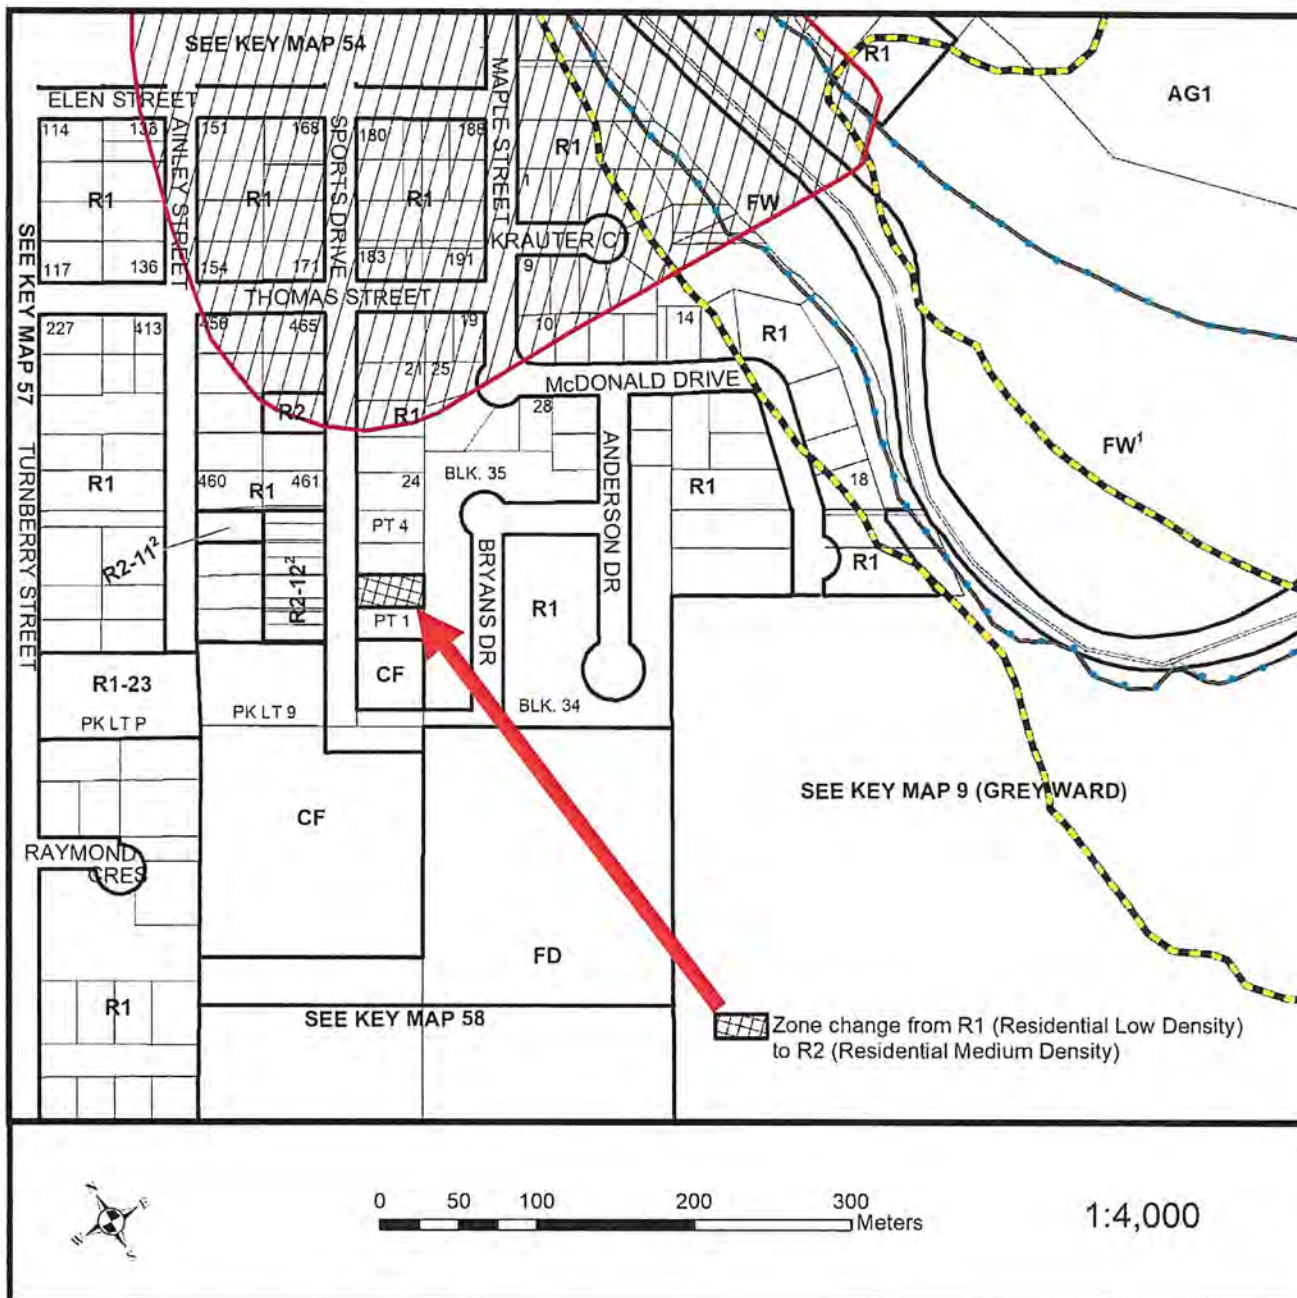 SEE KEY MAP 54
R1
AG1
ELEN STREET
MAPLE STREET
114
138
AINLEY STREET
151
168
SPORTS DRIVE
180
188
R1
R1
R1
R1
1
FW
SEE KEY MAP 57
117
136
154
171
183
191
KRAUTER CT
9
THOMAS STREET
227
413
458
465
19
10
14
R1
21
25
McDONALD DRIVE
R2
R1
28
FW¹
TURNBERRY STREET
R1
460
R1
461
24
BLK. 35
ANDERSON DR
R1
18
R2-11²
R2-12²
PT 4
BRYANS DR
R1
R1
PT 1
R1-23
CF
PK LT P
PK LT 9
BLK. 34
CF
SEE KEY MAP 9 (GREY WARD)
RAYMOND
CRES
FD
R1
SEE KEY MAP 58
Zone change from R1 (Residential Low Density)
to R2 (Residential Medium Density)
N
E
W
S
0 50 100 200 300
Meters
1:4,000